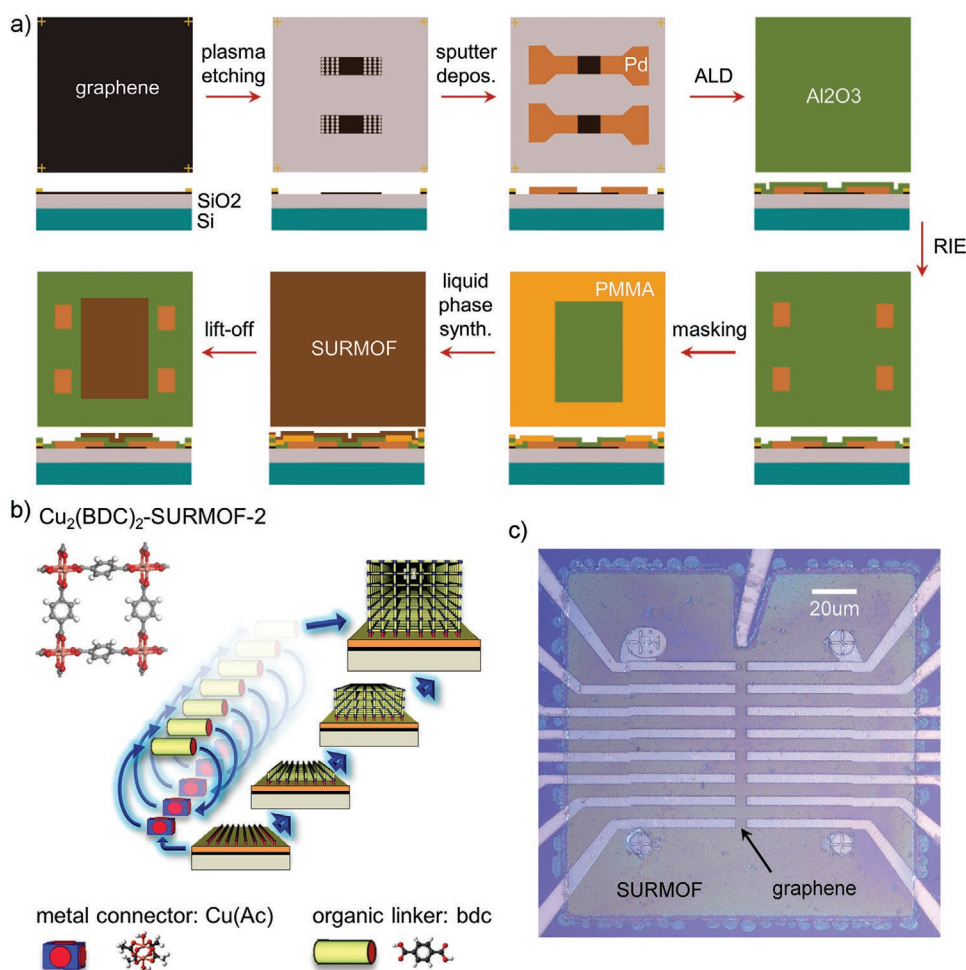 a)
graphene
plasma
etching
sputter
depos.
Pd
ALD
Al2O3
SiO2
Si
RIE
lift-off
SURMOF
liquid
phase
synth.
PMMA
masking
b)
Cu2(BDC)2-SURMOF-2
metal connector: Cu(Ac)
organic linker: bdc
c)
20um
SURMOF
graphene